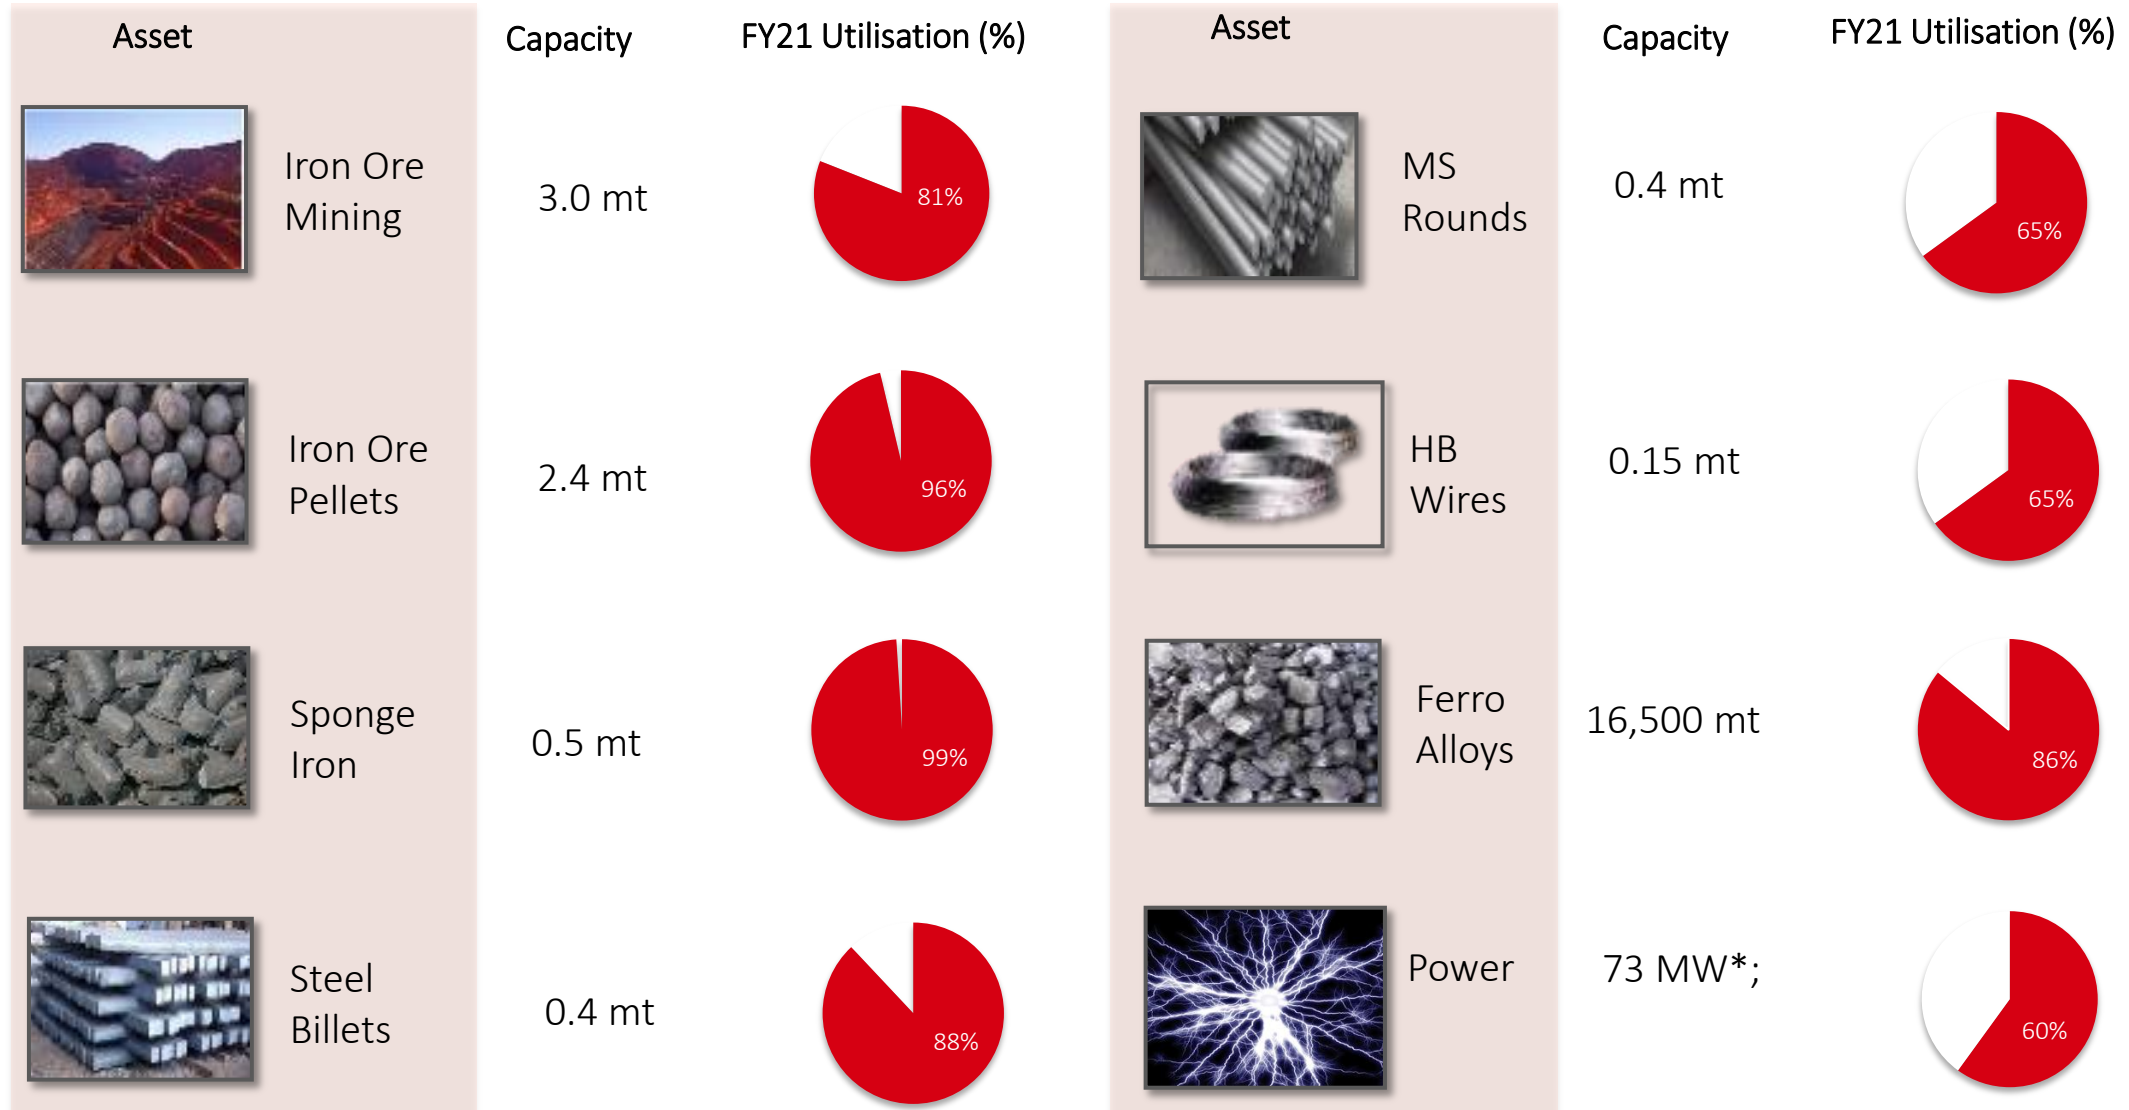 Asset
Capacity
FY21 Utilisation (%)
Iron Ore
Mining
3.0 mt
81%
Iron Ore
Pellets
2.4 mt
96%
Sponge
Iron
0.5 mt
99%
Steel
Billets
0.4 mt
88%
Asset
Capacity
FY21 Utilisation (%)
MS
Rounds
0.4 mt
65%
HB
Wires
0.15 mt
65%
Ferro
Alloys
16,500 mt
86%
Power
73 MW*;
60%